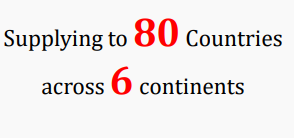 Supplying to 80 Countries
across 6 continents